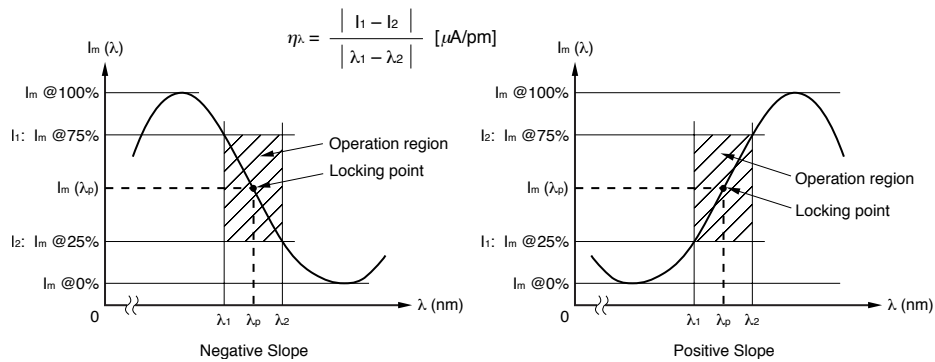 ηλ = | I1 – I2 | / | λ1 – λ2 | [μA/pm]
Im (λ)
Im @100%
I1: Im @75%
Operation region
Locking point
Im (λp)
I2: Im @25%
Im @0%
0
λ1 λp λ2
λ (nm)
Negative Slope
Im (λ)
Im @100%
I2: Im @75%
Operation region
Im (λp)
Locking point
I1: Im @25%
Im @0%
0
λ1 λp λ2
λ (nm)
Positive Slope